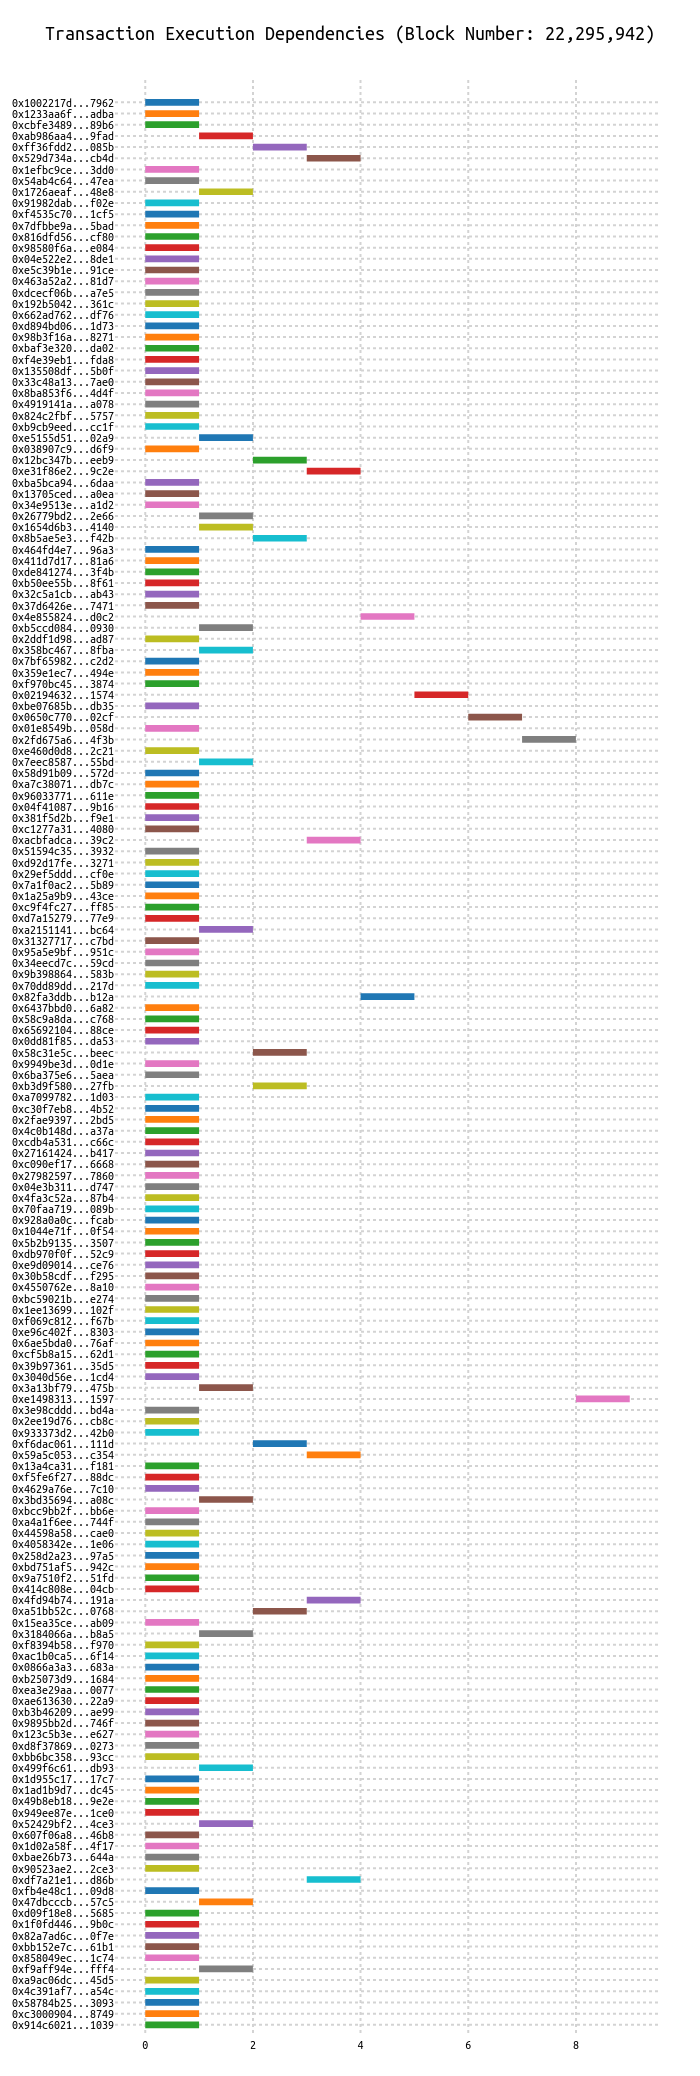 Transaction Execution Dependencies (Block Number: 22,295,942)
0x1002217d...7962
0x1233aa6f...adba
0xcbfe3489...89b6
0xab986aa4...9fad
0xff36fdd2...085b
0x529d734a...cb4d
0x1efbc9ce...3dd0
0x54ab4c64...47ea
0x1726aeaf...48e8
0x91982dab...f02e
0xf4535c70...1cf5
0x7dfbbe9a...5bad
0x816dfd56...cf80
0x98580f6a...e084
0x04e522e2...8de1
0xe5c39b1e...91ce
0x463a52a2...81d7
0xdcecf06b...a7e5
0x192b5042...361c
0x662ad762...df76
0xd894bd06...1d73
0x98b3f16a...8271
0xbaf3e320...da02
0xf4e39eb1...fda8
0x135508df...5b0f
0x33c48a13...7ae0
0x8ba853f6...4d4f
0x4919141a...a078
0x824c2fbf...5757
0xb9cb9eed...cc1f
0xe5155d51...02a9
0x038907c9...d6f9
0x12bc347b...eeb9
0xe31f86e2...9c2e
0xba5bca94...6daa
0x13705ced...a0ea
0x34e9513e...a1d2
0x26779bd2...2e66
0x1654d6b3...4140
0x8b5ae5e3...f42b
0x464fd4e7...96a3
0x411d7d17...81a6
0xde841274...3f4b
0xb50ee55b...8f61
0x32c5a1cb...ab43
0x37d6426e...7471
0x4e855824...d0c2
0xb5ccd084...0930
0x2ddf1d98...ad87
0x358bc467...8fba
0x7bf65982...c2d2
0x359e1ec7...494e
0xf970bc45...3874
0x02194632...1574
0xbe07685b...db35
0x0650c770...02cf
0x01e8549b...058d
0x2fd675a6...4f3b
0xe460d0d8...2c21
0x7eec8587...55bd
0x58d91b09...572d
0xa7c38071...db7c
0x96033771...611e
0x04f41087...9b16
0x381f5d2b...f9e1
0xc1277a31...4080
0xacbfadca...39c2
0x51594c35...3932
0xd92d17fe...3271
0x29ef5ddd...cf0e
0x7a1f0ac2...5b89
0x1a25a9b9...43ce
0xc9f4fc27...ff85
0xd7a15279...77e9
0xa2151141...bc64
0x31327717...c7bd
0x95a5e9bf...951c
0x34eecd7c...59cd
0x9b398864...583b
0x70dd89dd...217d
0x82fa3ddb...b12a
0x6437bbd0...6a82
0x58c9a8da...c768
0x65692104...88ce
0x0dd81f85...da53
0x58c31e5c...beec
0x9949be3d...0d1e
0x6ba375e6...5aea
0xb3d9f580...27fb
0xa7099782...1d03
0xc30f7eb8...4b52
0x2fae9397...2bd5
0x4c0b148d...a37a
0xcdb4a531...c66c
0x27161424...b417
0xc090ef17...6668
0x27982597...7860
0x04e3b311...d747
0x4fa3c52a...87b4
0x70faa719...089b
0x928a0a0c...fcab
0x1044e71f...0f54
0x5b2b9135...3507
0xdb970f0f...52c9
0xe9d09014...ce76
0x30b58cdf...f295
0x4550762e...8a10
0xbc59021b...e274
0x1ee13699...102f
0xf069c812...f67b
0xe96c402f...8303
0x6ae5bda0...76af
0xcf5b8a15...62d1
0x39b97361...35d5
0x3040d56e...1cd4
0x3a13bf79...475b
0xe1498313...1597
0x3e98cddd...bd4a
0x2ee19d76...cb8c
0x933373d2...42b0
0xf6dac061...111d
0x59a5c053...c354
0x13a4ca31...f181
0xf5fe6f27...88dc
0x4629a76e...7c10
0x3bd35694...a08c
0xbcc9bb2f...bb6e
0xa4a1f6ee...744f
0x44598a58...cae0
0x4058342e...1e06
0x258d2a23...97a5
0xbd751af5...942c
0x9a7510f2...51fd
0x414c808e...04cb
0x4fd94b74...191a
0xa51bb52c...0768
0x15ea35ce...ab09
0x3184066a...b8a5
0xf8394b58...f970
0xac1b0ca5...6f14
0x0866a3a3...683a
0xb25073d9...1684
0xea3e29aa...0077
0xae613630...22a9
0xb3b46209...ae99
0x9895bb2d...746f
0x123c5b3e...e627
0xd8f37869...0273
0xbb6bc358...93cc
0x499f6c61...db93
0x1d955c17...17c7
0x1ad1b9d7...dc45
0x49b8eb18...9e2e
0x949ee87e...1ce0
0x52429bf2...4ce3
0x607f06a8...46b8
0x1d02a58f...4f17
0xbae26b73...644a
0x90523ae2...2ce3
0xdf7a21e1...d86b
0xfb4e48c1...09d8
0x47dbcccb...57c5
0xd09f18e8...5685
0x1f0fd446...9b0c
0x82a7ad6c...0f7e
0xbb152e7c...61b1
0x858049ec...1c74
0xf9aff94e...fff4
0xa9ac06dc...45d5
0x4c391af7...a54c
0x58784b25...3093
0xc3000904...8749
0x914c6021...1039
0 2 4 6 8